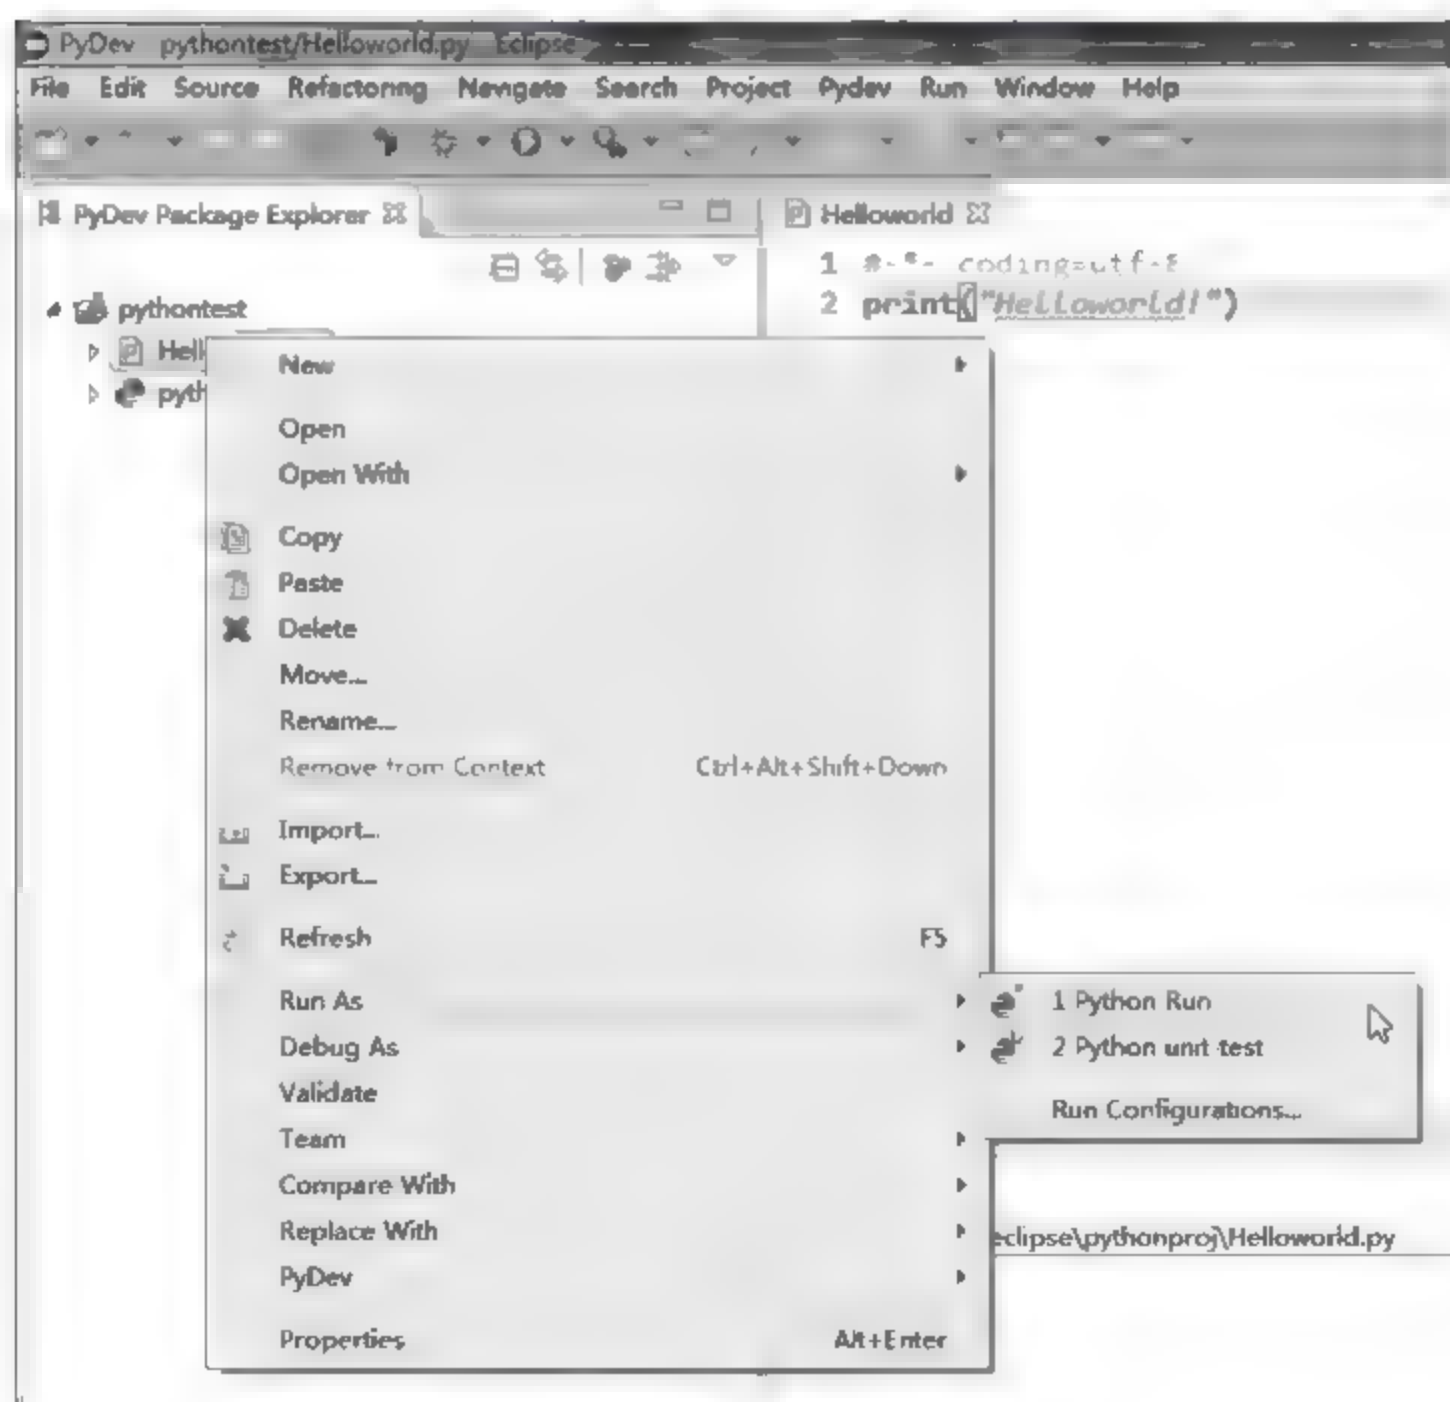 PyDev pythontest/Helloworld.py Eclipse
File Edit Source Refactoring Navigate Search Project Pydev Run Window Help
PyDev Package Explorer
Helloworld
1 #-*- coding=utf-8
2 print("Helloworld!")
pythontest
Hell
pyth
New
Open
Open With
Copy
Paste
Delete
Move...
Rename...
Remove from Context Ctrl+Alt+Shift+Down
Import...
Export...
Refresh F5
Run As
1 Python Run
Debug As
2 Python unit test
Validate
Run Configurations...
Team
Compare With
Replace With
eclipse\pythonproj\Helloworld.py
PyDev
Properties Alt+Enter